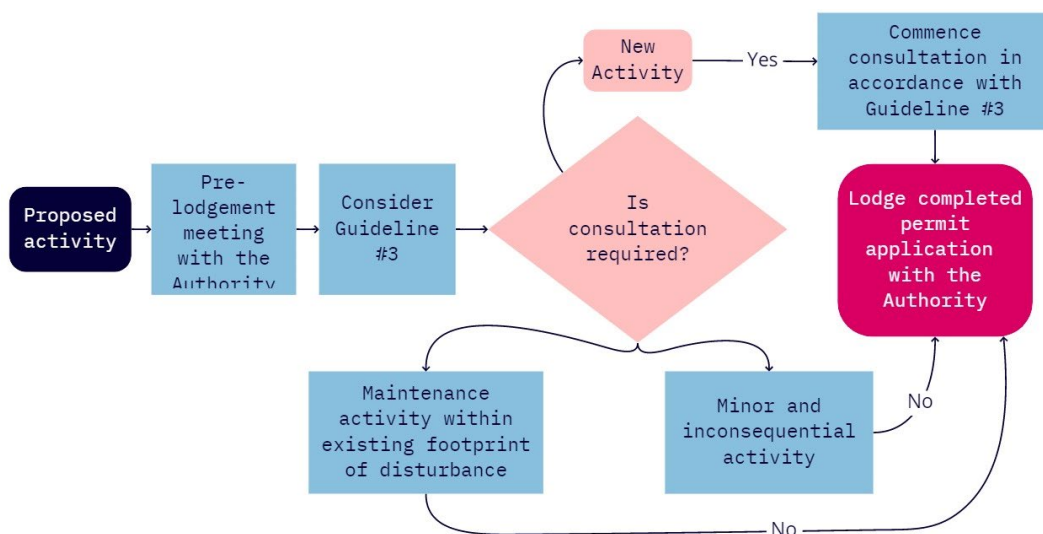 New
Activity
Yes
Commence
consultation in
accordance with
Guideline #3
Proposed
activity
Pre-
lodgement
meeting
with the
Authority
Consider
Guideline
#3
Is
consultation
required?
Lodge completed
permit
application
with the
Authority
Maintenance
activity within
existing footprint
of disturbance
Minor and
inconsequential
activity
No
No